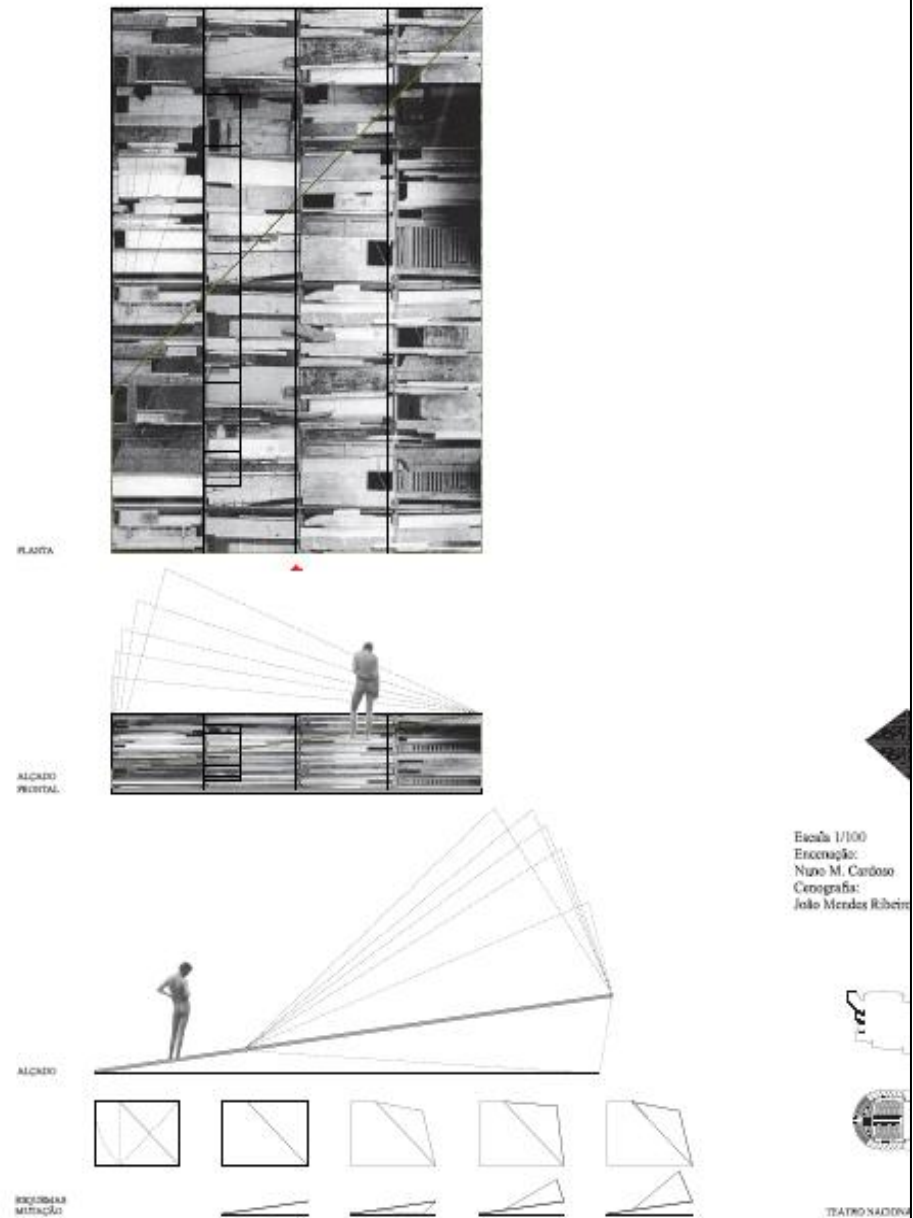 PLANTA
ALÇADO
FRONTAL
Escala 1/100
Encenação:
Nuno M. Cardoso
Cenografia:
João Mendes Ribeiro
ALÇADO
ESQUEMAS
MUTAÇÃO
TEATRO NACIONA